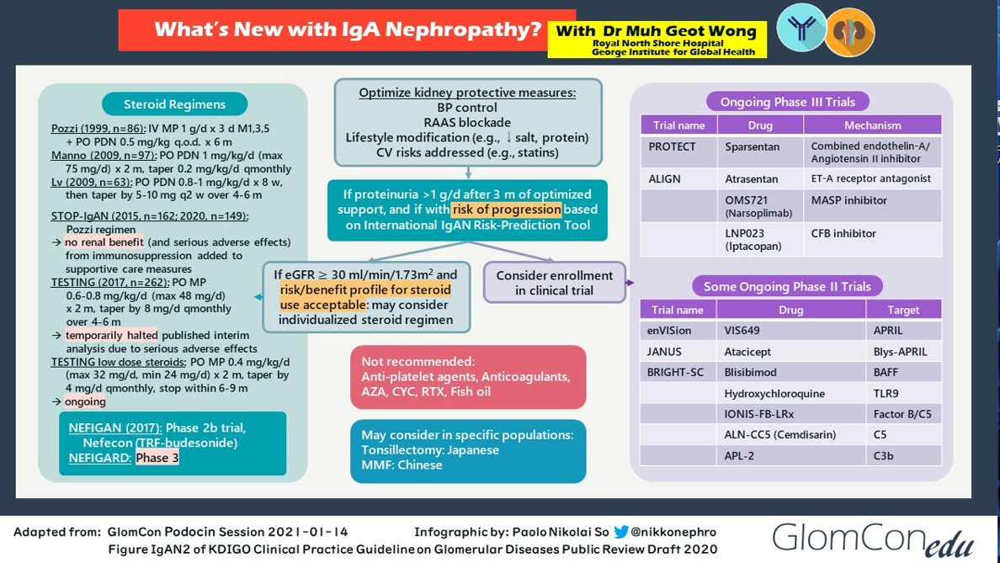 What's New with IgA Nephropathy?
With Dr Muh Geot Wong
Royal North Shore Hospital
George Institute for Global Health
Steroid Regimens
Pozzi (1999, n=86): IV MP 1 g/d x 3 d M1,3,5
+ PO PDN 0.5 mg/kg q.o.d. x 6 m
Manno (2009, n=97): PO PDN 1 mg/kg/d (max
75 mg/d) x 2 m, taper 0.2 mg/kg/d qmonthly
Lv (2009, n=63): PO PDN 0.8-1 mg/kg/d x 8 w,
then taper by 5-10 mg q2 w over 4-6 m
STOP-IgAN (2015, n=162; 2020, n=149):
Pozzi regimen
→ no renal benefit (and serious adverse effects)
from immunosuppression added to
supportive care measures
TESTING (2017, n=262): PO MP
0.6-0.8 mg/kg/d (max 48 mg/d)
x 2 m, taper by 8 mg/d qmonthly
over 4-6 m
→ temporarily halted published interim
analysis due to serious adverse effects
TESTING low dose steroids: PO MP 0.4 mg/kg/d
(max 32 mg/d, min 24 mg/d) x 2 m, taper by
4 mg/d qmonthly, stop within 6-9 m
→ ongoing
NEFIGAN (2017): Phase 2b trial,
Nefecon (TRF-budesonide)
NEFIGARD: Phase 3
Optimize kidney protective measures:
BP control
RAAS blockade
Lifestyle modification (e.g., ↓ salt, protein)
CV risks addressed (e.g., statins)
If proteinuria >1 g/d after 3 m of optimized
support, and if with risk of progression based
on International IgAN Risk-Prediction Tool
If eGFR ≥ 30 ml/min/1.73m² and
risk/benefit profile for steroid
use acceptable: may consider
individualized steroid regimen
Consider enrollment
in clinical trial
Not recommended:
Anti-platelet agents, Anticoagulants,
AZA, CYC, RTX, Fish oil
May consider in specific populations:
Tonsillectomy: Japanese
MMF: Chinese
Ongoing Phase III Trials
Trial name Drug Mechanism
PROTECT Sparsentan Combined endothelin-A/
Angiotensin II inhibitor
ALIGN Atrasentan ET-A receptor antagonist
OMS721 MASP inhibitor
(Narsoplimab)
LNP023 CFB inhibitor
(Iptacopan)
Some Ongoing Phase II Trials
Trial name Drug Target
enVISion VIS649 APRIL
JANUS Atacicept Blys-APRIL
BRIGHT-SC Blisibimod BAFF
Hydroxychloroquine TLR9
IONIS-FB-LRx Factor B/C5
ALN-CC5 (Cemdisarin) C5
APL-2 C3b
Adapted from: GlomCon Podocin Session 2021-01-14 Infographic by: Paolo Nikolai So @nikkonephro
Figure IgAN2 of KDIGO Clinical Practice Guideline on Glomerular Diseases Public Review Draft 2020
GlomCon edu